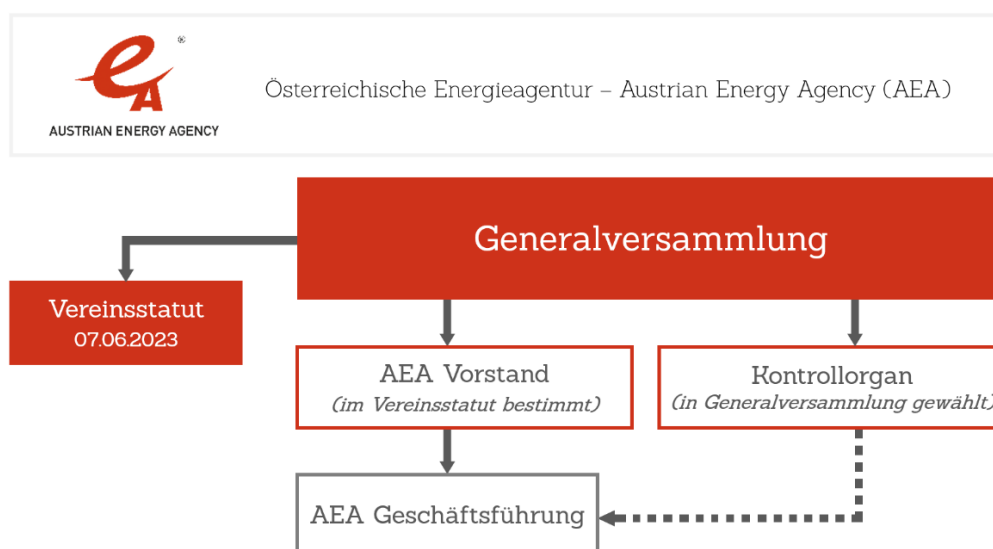 eA ®
AUSTRIAN ENERGY AGENCY
Österreichische Energieagentur – Austrian Energy Agency (AEA)
Generalversammlung
Vereinsstatut
07.06.2023
AEA Vorstand
(im Vereinsstatut bestimmt)
Kontrollorgan
(in Generalversammlung gewählt)
AEA Geschäftsführung